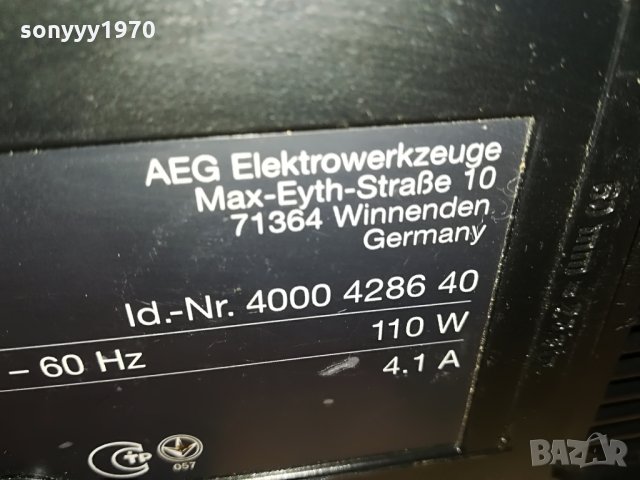 sonyyy1970
AEG Elektrowerkzeuge
Max-Eyth-Straße 10
71364 Winnenden
Germany
Id.-Nr. 4000 4286 40
110 W
– 60 Hz
4.1 A
057
BAZAR